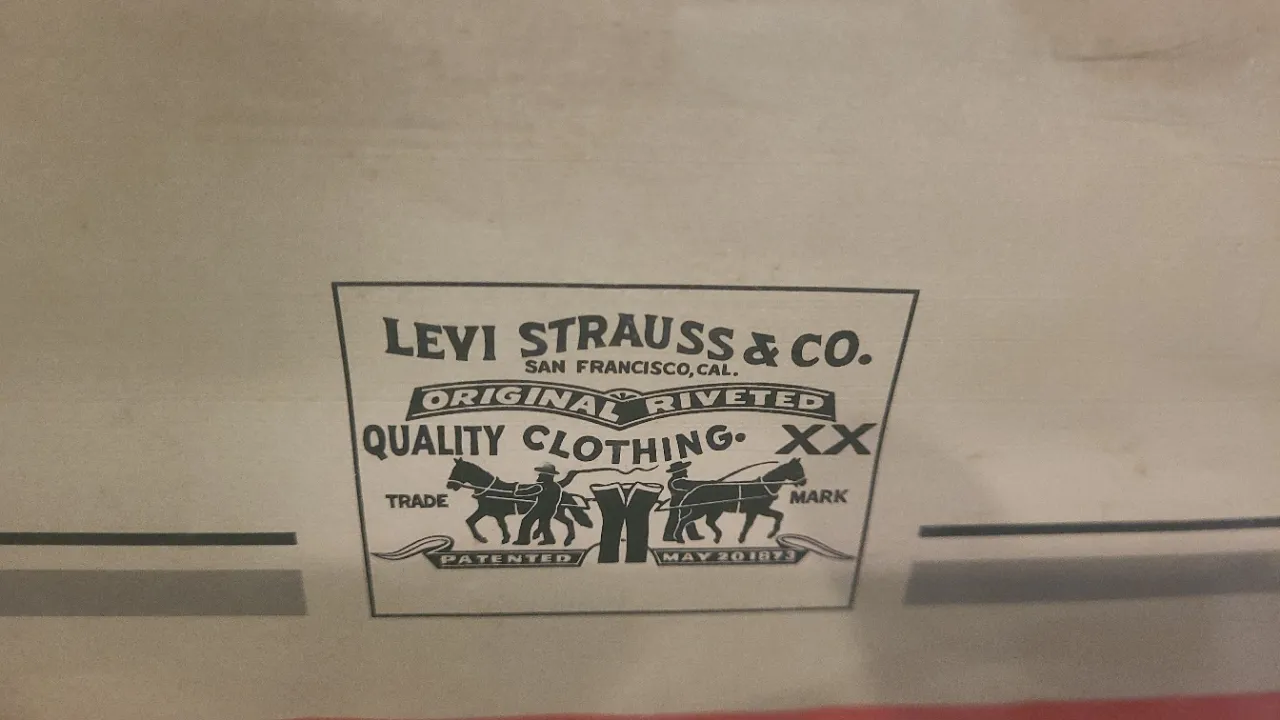 LEVI STRAUSS & CO.
SAN FRANCISCO, CAL.
ORIGINAL RIVETED
QUALITY CLOTHING. XX
TRADE MARK
PATENTED MAY 20 1873